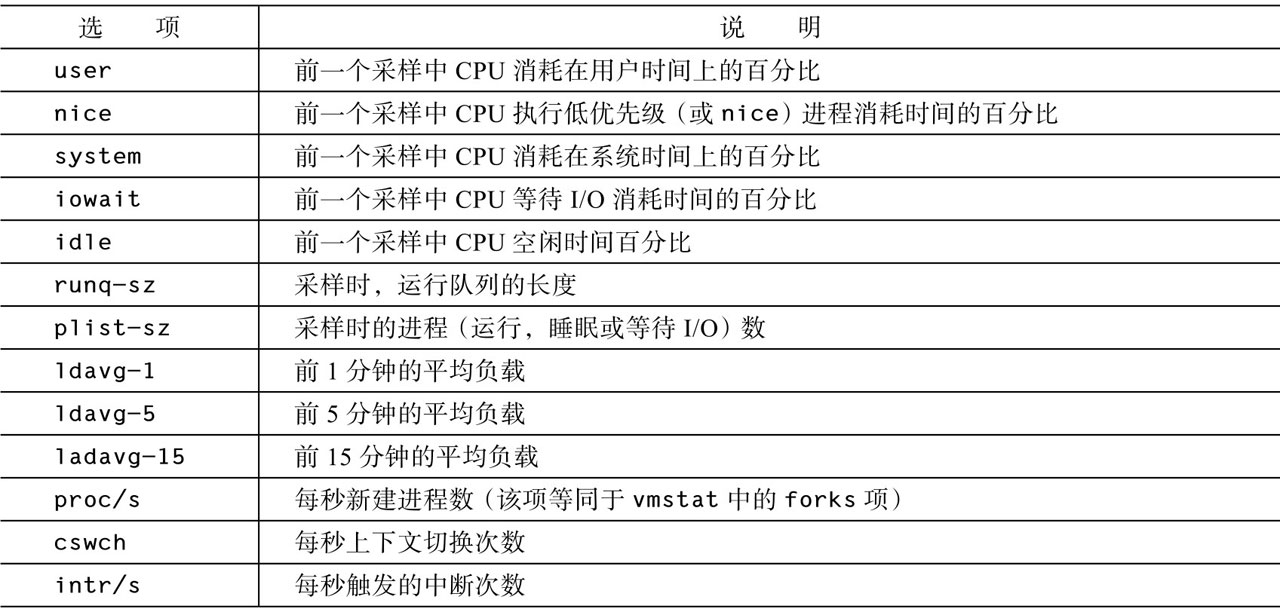 选 项 说 明
user 前一个采样中 CPU 消耗在用户时间上的百分比
nice 前一个采样中 CPU 执行低优先级（或 nice）进程消耗时间的百分比
system 前一个采样中 CPU 消耗在系统时间上的百分比
iowait 前一个采样中 CPU 等待 I/O 消耗时间的百分比
idle 前一个采样中 CPU 空闲时间百分比
runq-sz 采样时，运行队列的长度
plist-sz 采样时的进程（运行，睡眠或等待 I/O）数
ldavg-1 前 1 分钟的平均负载
ldavg-5 前 5 分钟的平均负载
ladavg-15 前 15 分钟的平均负载
proc/s 每秒新建进程数（该项等同于 vmstat 中的 forks 项）
cswch 每秒上下文切换次数
intr/s 每秒触发的中断次数